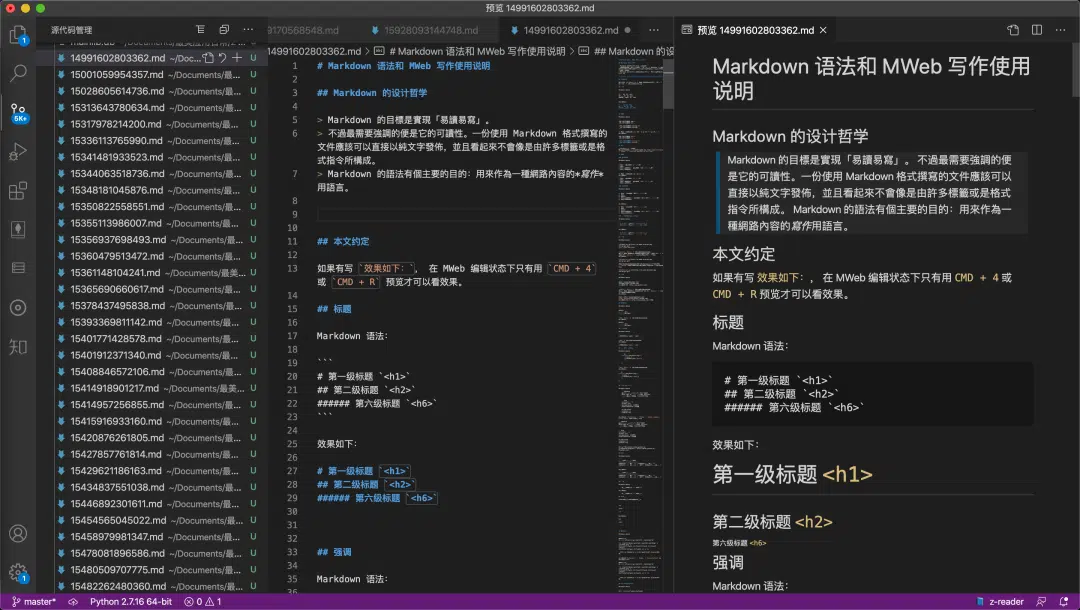 预览 14991602803362.md
源代码管理
14991602803362.md ~/Doc... U
15001059954357.md ~/Documents/最... U
15028605614736.md ~/Documents/最... U
15313643780634.md ~/Documents/最... U
15317978214200.md ~/Documents/最... U
15336113765990.md ~/Documents/最... U
15341481933523.md ~/Documents/最... U
15344063518736.md ~/Documents/最... U
15348181045876.md ~/Documents/最... U
15350822558551.md ~/Documents/最... U
15355113986007.md ~/Documents/最... U
15356937698493.md ~/Documents/最... U
15360479513472.md ~/Documents/最... U
15361148104241.md ~/Documents/最美... U
15365690660617.md ~/Documents/最... U
15378437495838.md ~/Documents/最... U
15393369811142.md ~/Documents/最... U
15401771428578.md ~/Documents/最... U
15401912371340.md ~/Documents/最... U
15408846572106.md ~/Documents/最... U
15414918901217.md ~/Documents/最美... U
15414957256855.md ~/Documents/最... U
15415916933160.md ~/Documents/最... U
15420876261805.md ~/Documents/最... U
15427857761814.md ~/Documents/最... U
15429621186163.md ~/Documents/最... U
15434837551038.md ~/Documents/最... U
15446892301611.md ~/Documents/最... U
15454565045022.md ~/Documents/最... U
15458979981347.md ~/Documents/最... U
15478081896586.md ~/Documents/最... U
15480509707775.md ~/Documents/最... U
15482262480360.md ~/Documents/最... U
1
5K+
知
1
9170568548.md
15928093144748.md
14991602803362.md
14991602803362.md > # Markdown 语法和 MWeb 写作使用说明 > ## Markdown 的设
1 # Markdown 语法和 MWeb 写作使用说明
2
3 ## Markdown 的设计哲学
4
5 > Markdown 的目標是實現「易讀易寫」。
6 > 不過最需要強調的便是它的可讀性。一份使用 Markdown 格式撰寫的
文件應該可以直接以純文字發佈，並且看起來不會像是由許多標籤或是格
式指令所構成。
7 > Markdown 的語法有個主要的目的：用來作為一種網路內容的*寫作*
用語言。
8
9
10
11 ## 本文约定
12
13 如果有写 `效果如下：`， 在 MWeb 编辑状态下只有用 `CMD + 4`
或 `CMD + R` 预览才可以看效果。
14
15 ## 标题
16
17 Markdown 语法：
18
19 ```
20 # 第一级标题 `<h1>`
21 ## 第二级标题 `<h2>`
22 ###### 第六级标题 `<h6>`
23 ```
24
25 效果如下：
26
27 # 第一级标题 `<h1>`
28 ## 第二级标题 `<h2>`
29 ###### 第六级标题 `<h6>`
30
31
32
33 ## 强调
34
35 Markdown 语法：
36
预览 14991602803362.md
Markdown 语法和 MWeb 写作使用
说明
Markdown 的设计哲学
Markdown 的目標是實現「易讀易寫」。 不過最需要強調的便
是它的可讀性。一份使用 Markdown 格式撰寫的文件應該可以
直接以純文字發佈，並且看起來不會像是由許多標籤或是格式
指令所構成。 Markdown 的語法有個主要的目的：用來作為一
種網路內容的寫作用語言。
本文约定
如果有写 效果如下：， 在 MWeb 编辑状态下只有用 CMD + 4 或
CMD + R 预览才可以看效果。
标题
Markdown 语法：
# 第一级标题 `<h1>`
## 第二级标题 `<h2>`
###### 第六级标题 `<h6>`
效果如下：
第一级标题 <h1>
第二级标题 <h2>
第六级标题 <h6>
强调
Markdown 语法：
master*
Python 2.7.16 64-bit
0 1
z-reader